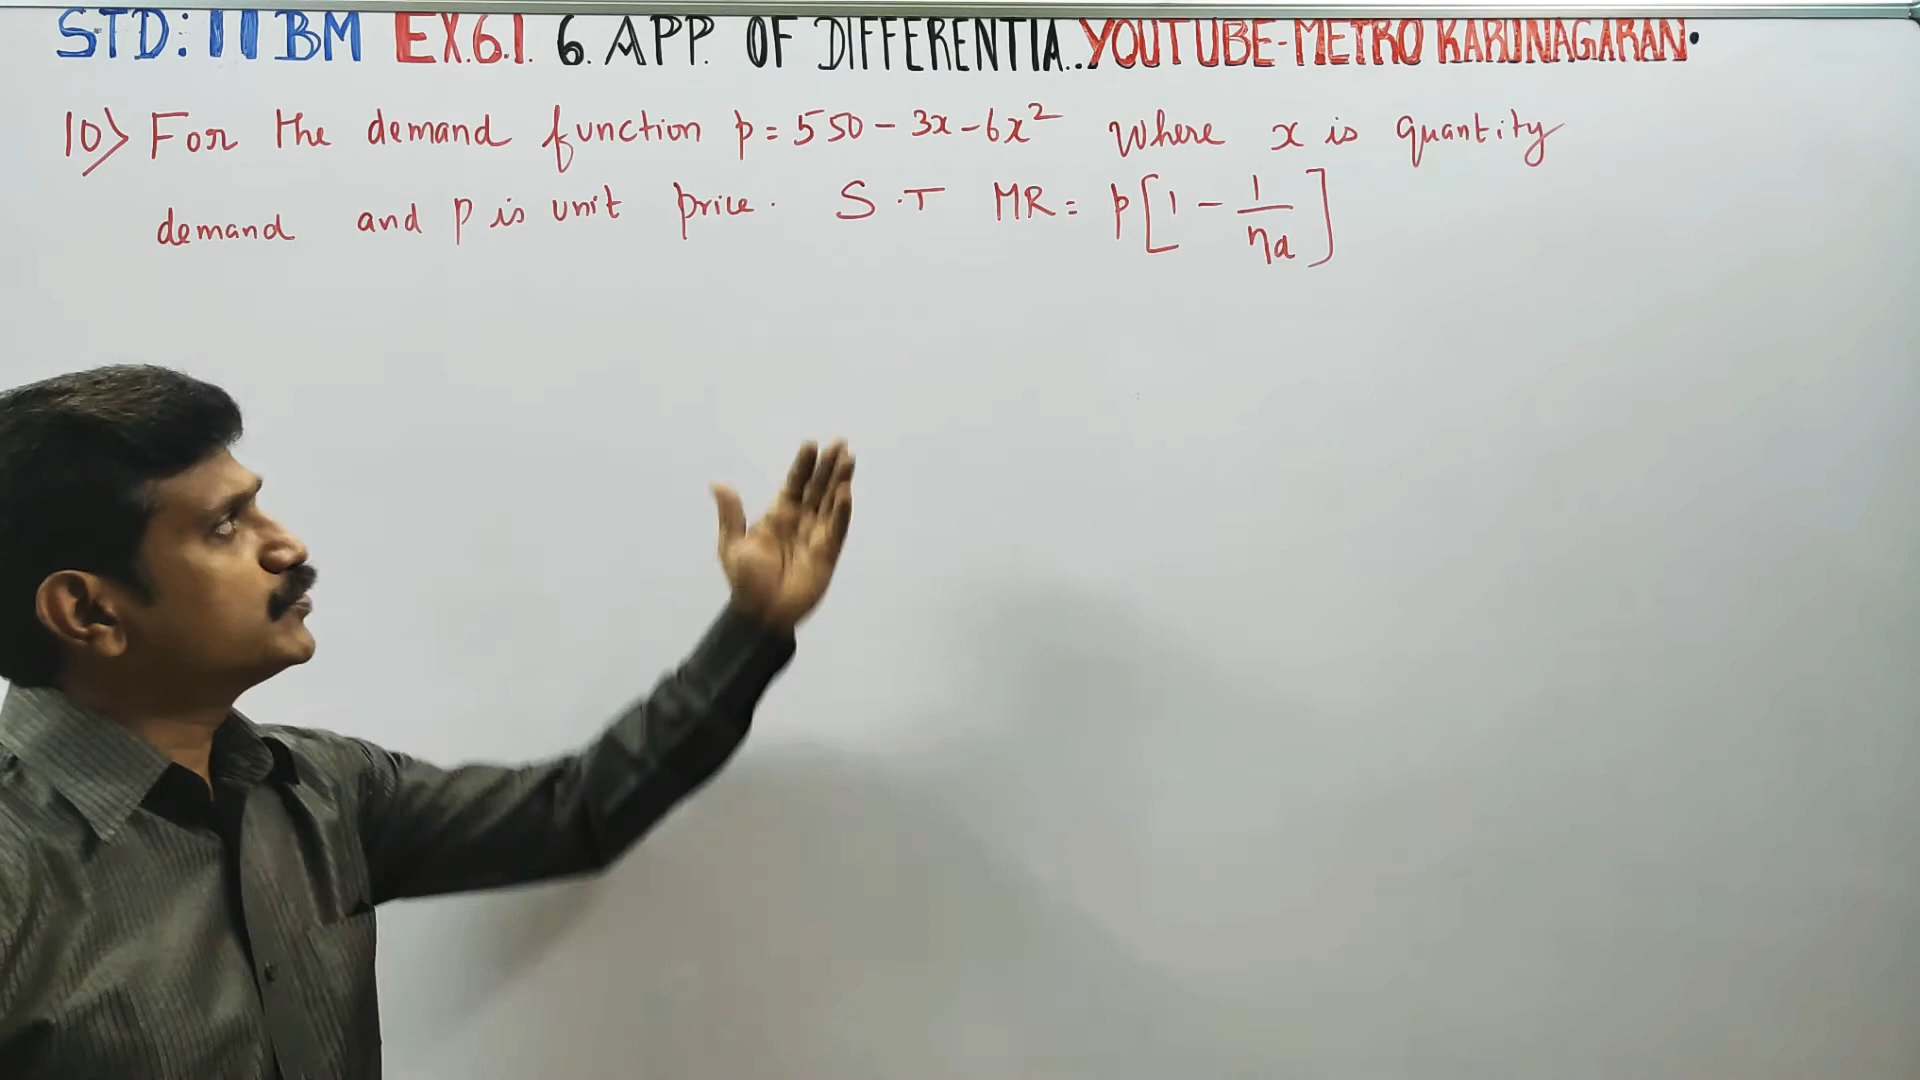 STD: 11 BM EX.6.1. 6. APP. OF DIFFERENTIA..YOUTUBE-METRO KARUNAGARAN.
10) For the demand function p = 550 - 3x - 6x² Where x is quantity
demand and p is unit price. S.T MR = p[1 - 1/ηd]